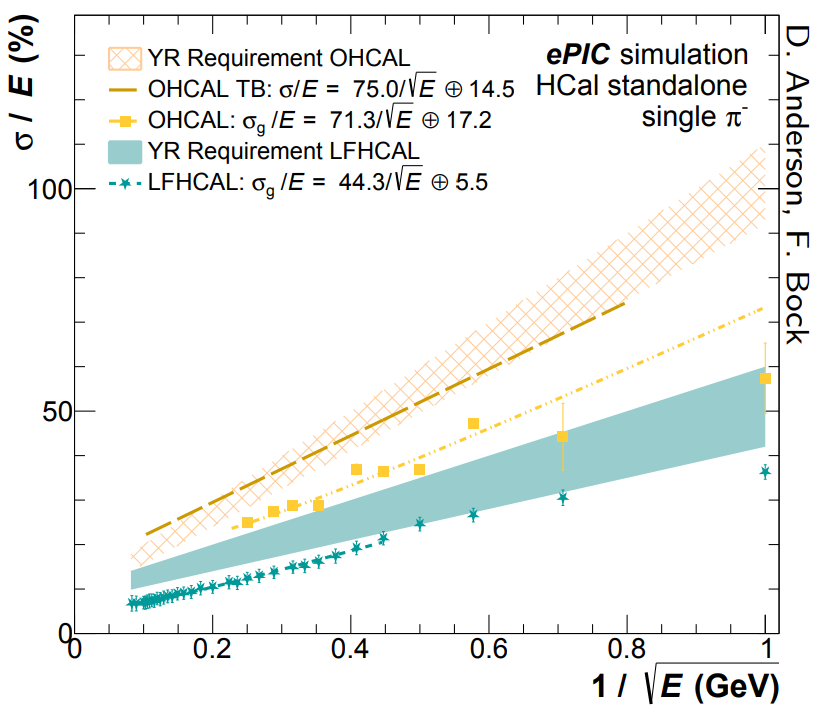 σ / E (%)
YR Requirement OHCAL
OHCAL TB: σ/E = 75.0/√E ⊕ 14.5
OHCAL: σg /E = 71.3/√E ⊕ 17.2
YR Requirement LFHCAL
LFHCAL: σg /E = 44.3/√E ⊕ 5.5
ePIC simulation
HCal standalone
single π-
D. Anderson, F. Bock
100
50
0
0 0.2 0.4 0.6 0.8 1
1 / √E (GeV)